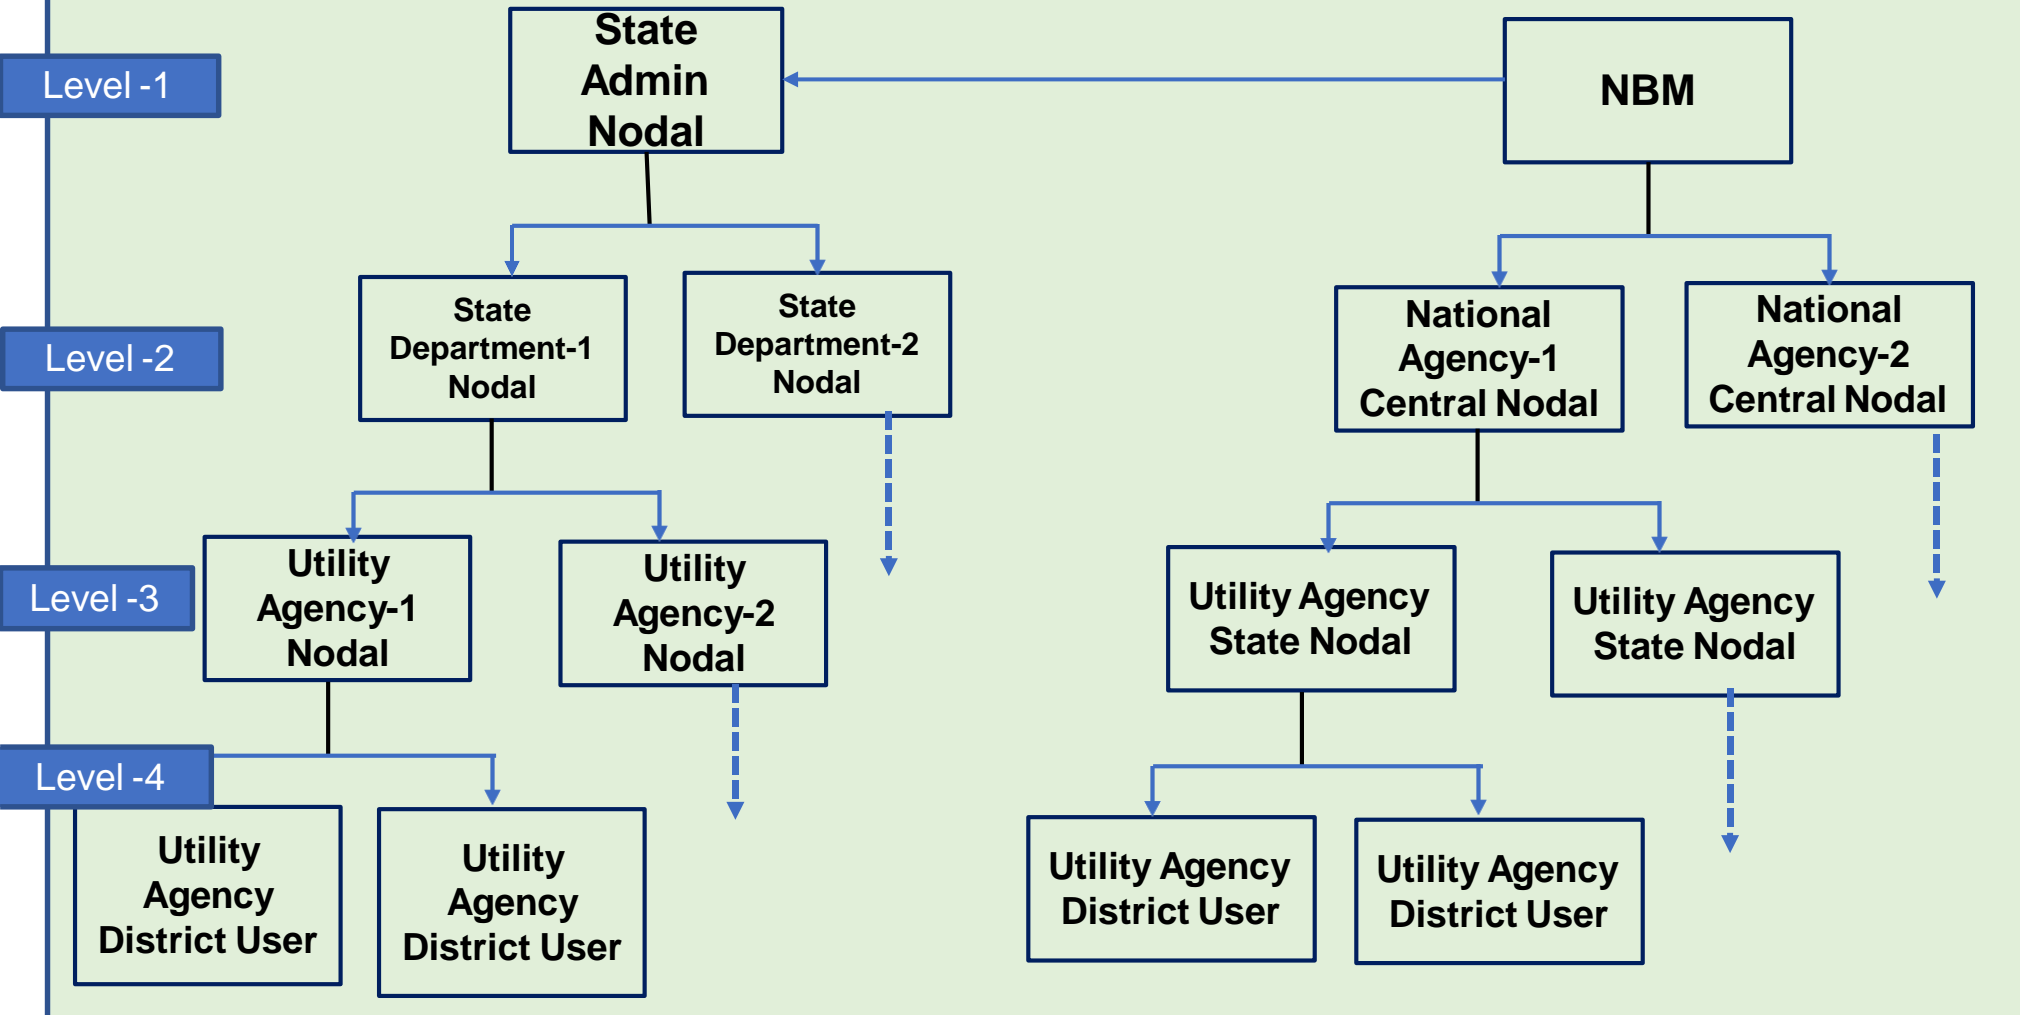 Level -1
State
Admin
Nodal
NBM
Level -2
State
Department-1
Nodal
State
Department-2
Nodal
National
Agency-1
Central Nodal
National
Agency-2
Central Nodal
Level -3
Utility
Agency-1
Nodal
Utility
Agency-2
Nodal
Utility Agency
State Nodal
Utility Agency
State Nodal
Level -4
Utility
Agency
District User
Utility
Agency
District User
Utility Agency
District User
Utility Agency
District User